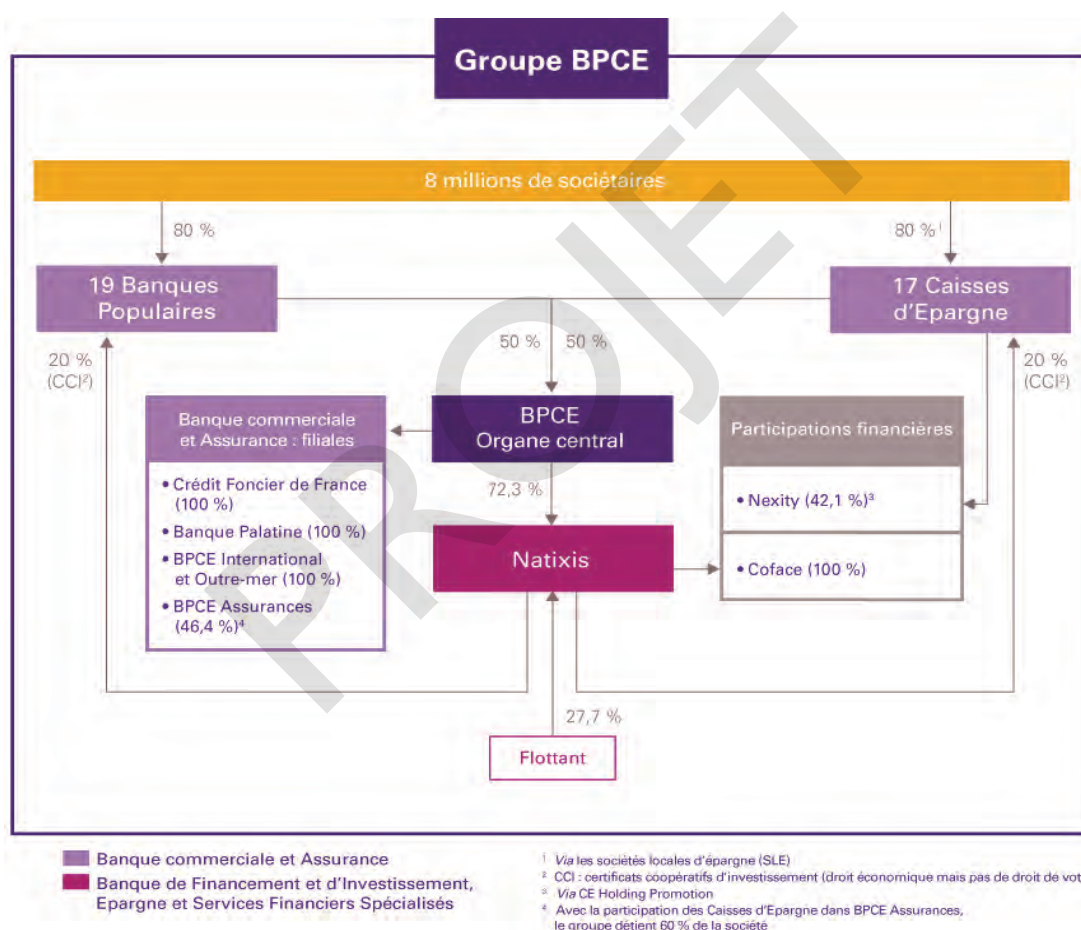 Groupe BPCE
8 millions de sociétaires
80 %
80 %¹
19 Banques
Populaires
17 Caisses
d'Epargne
50 %
50 %
20 %
(CCI²)
20 %
(CCI²)
Banque commerciale
et Assurance : filiales
BPCE
Organe central
Participations financières
• Crédit Foncier de France
(100 %)
• Banque Palatine (100 %)
• BPCE International
et Outre-mer (100 %)
• BPCE Assurances
(46,4 %)⁴
72,3 %
• Nexity (42,1 %)³
Natixis
• Coface (100 %)
27,7 %
Flottant
PROJET
Banque commerciale et Assurance
Banque de Financement et d'Investissement,
Epargne et Services Financiers Spécialisés
¹ Via les sociétés locales d'épargne (SLE)
² CCI : certificats coopératifs d'investissement (droit économique mais pas de droit de vot
³ Via CE Holding Promotion
⁴ Avec la participation des Caisses d'Epargne dans BPCE Assurances,
le groupe détient 60 % de la société